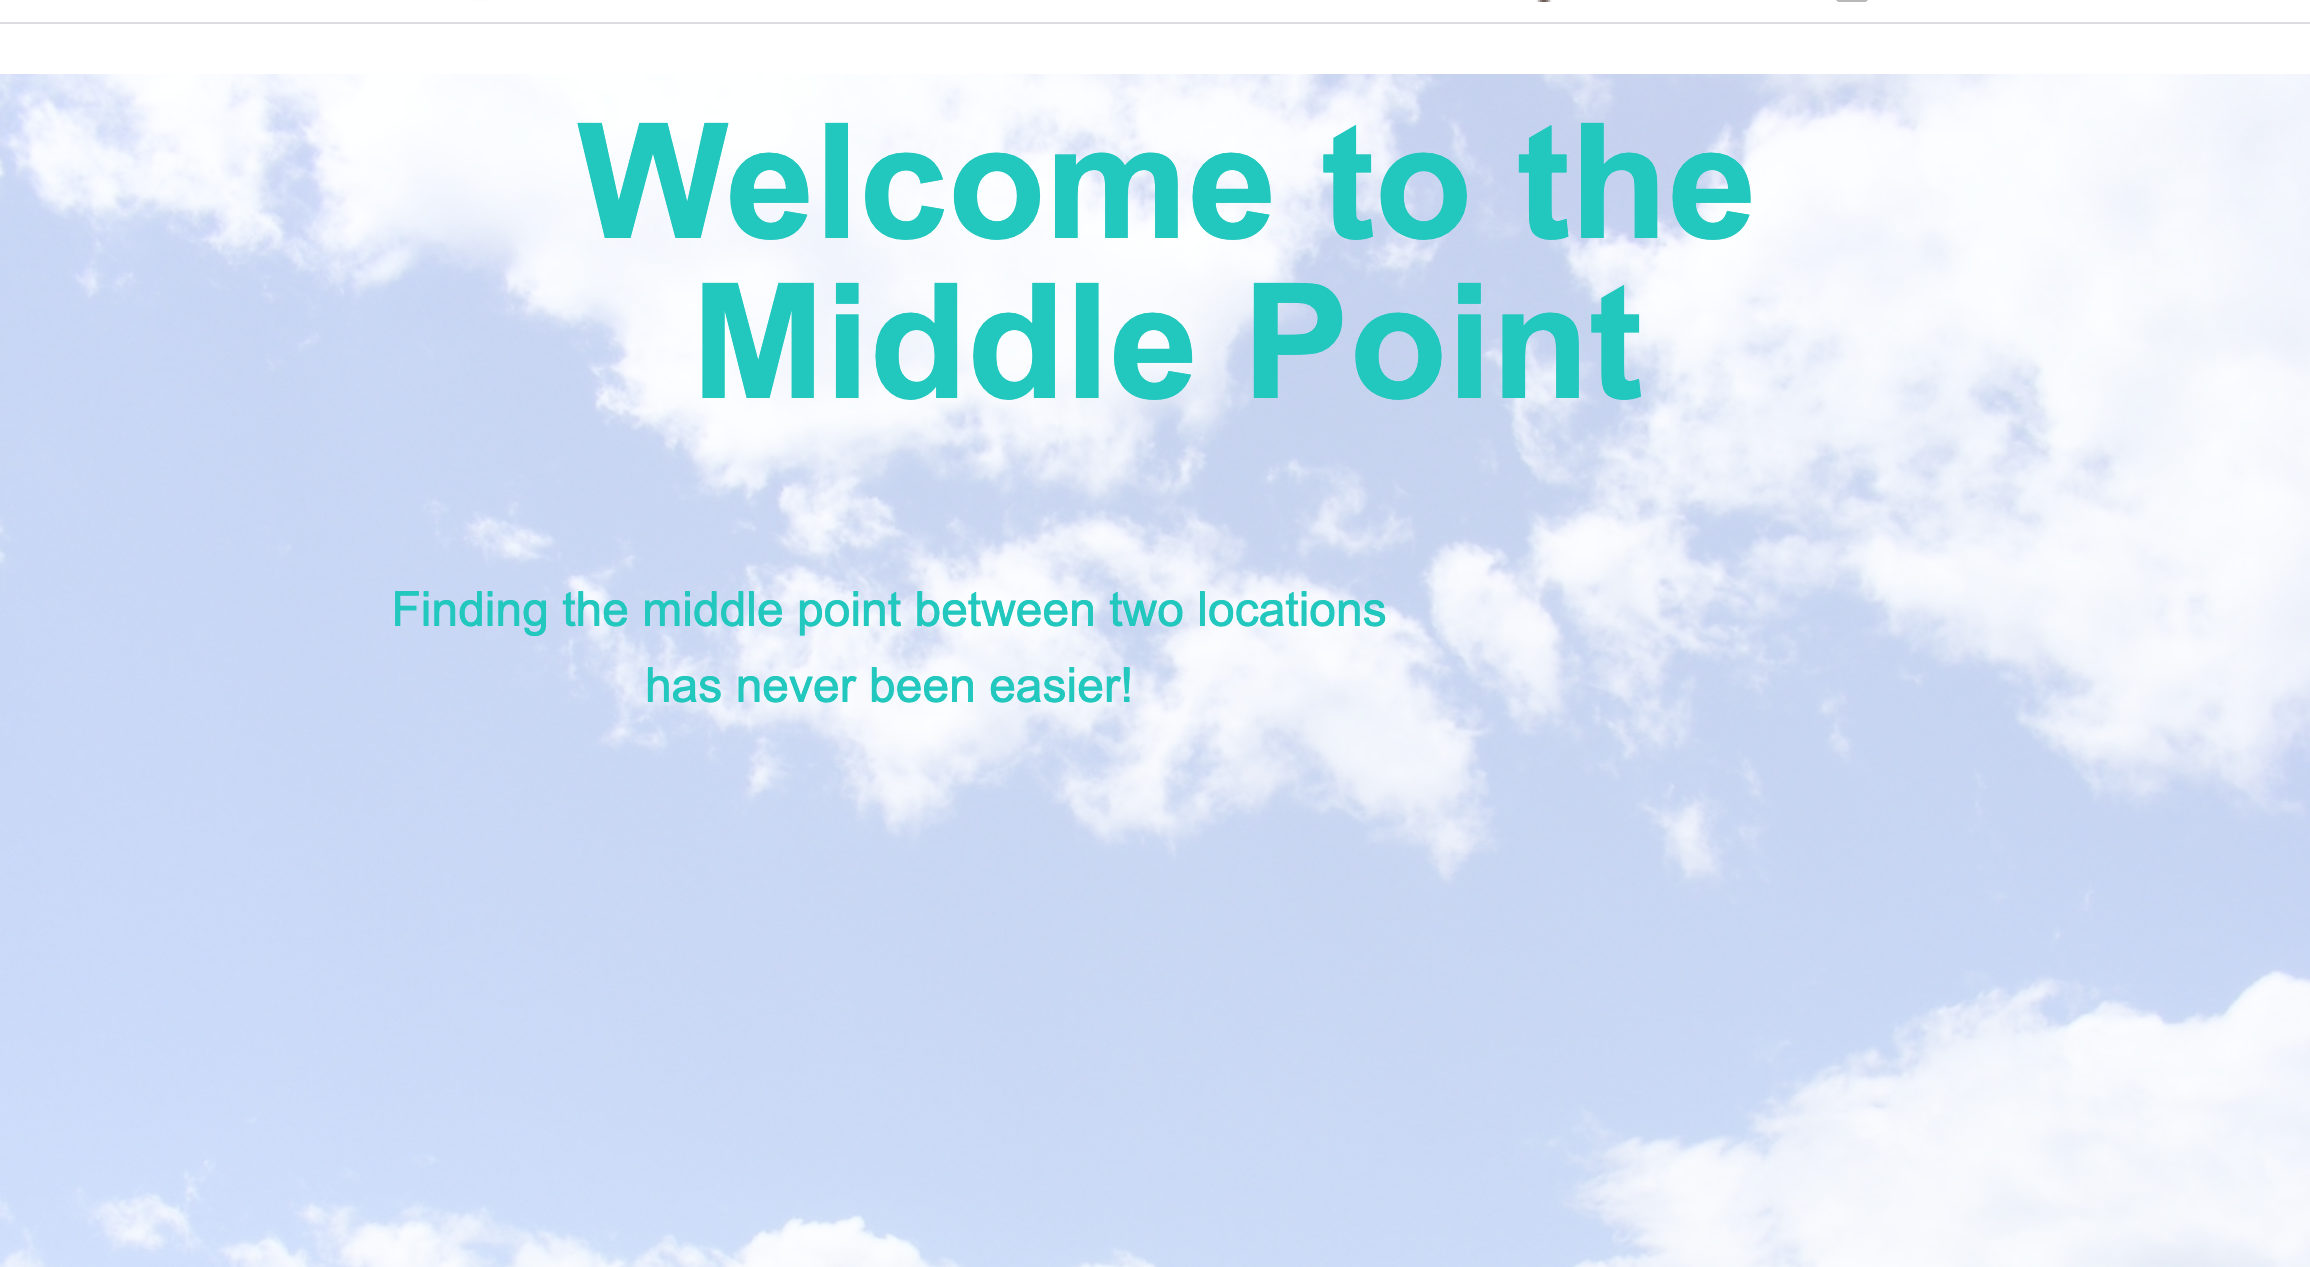 Welcome to the
Middle Point
Finding the middle point between two locations
has never been easier!